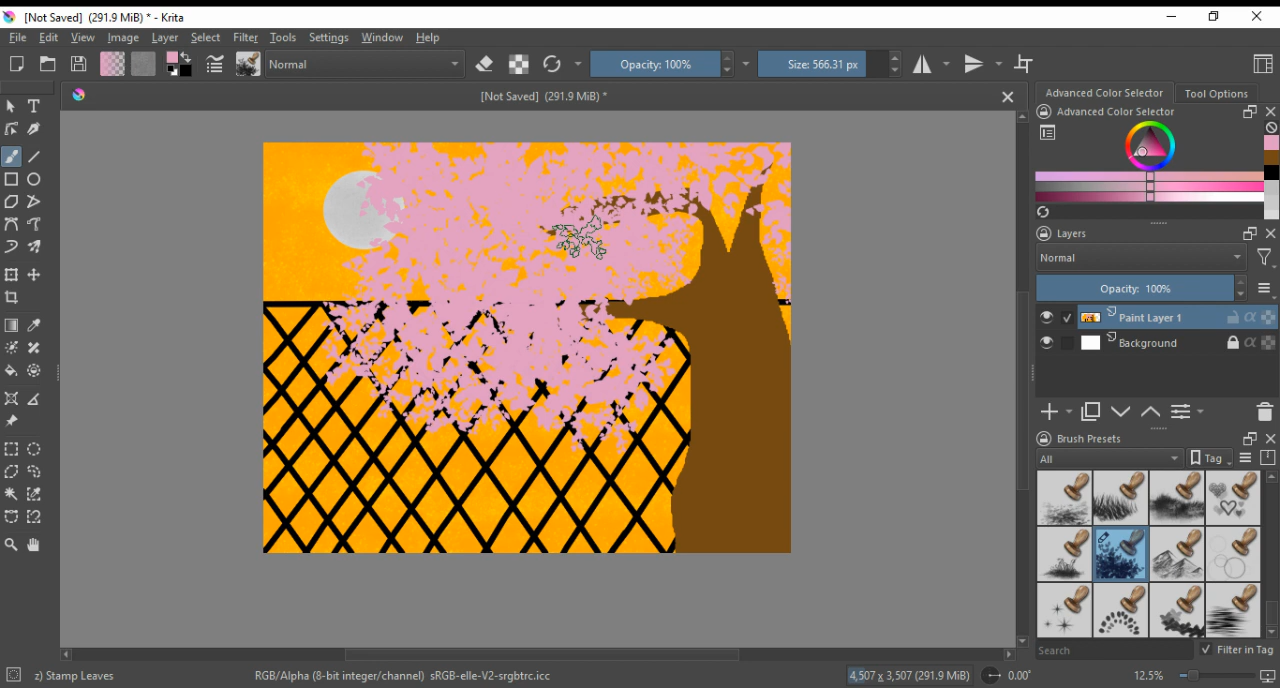 [Not Saved] (291.9 MiB) * - Krita
File Edit View Image Layer Select Filter Tools Settings Window Help
Normal Opacity: 100% Size: 566.31 px
[Not Saved] (291.9 MiB) *
Advanced Color Selector Tool Options
Advanced Color Selector
Layers
Normal
Opacity: 100%
Paint Layer 1
Background
Brush Presets
All Tag
Search Filter in Tag
z) Stamp Leaves RGB/Alpha (8-bit integer/channel) sRGB-elle-V2-srgbtrc.icc 4,507 x 3,507 (291.9 MiB) 0.00° 12.5%